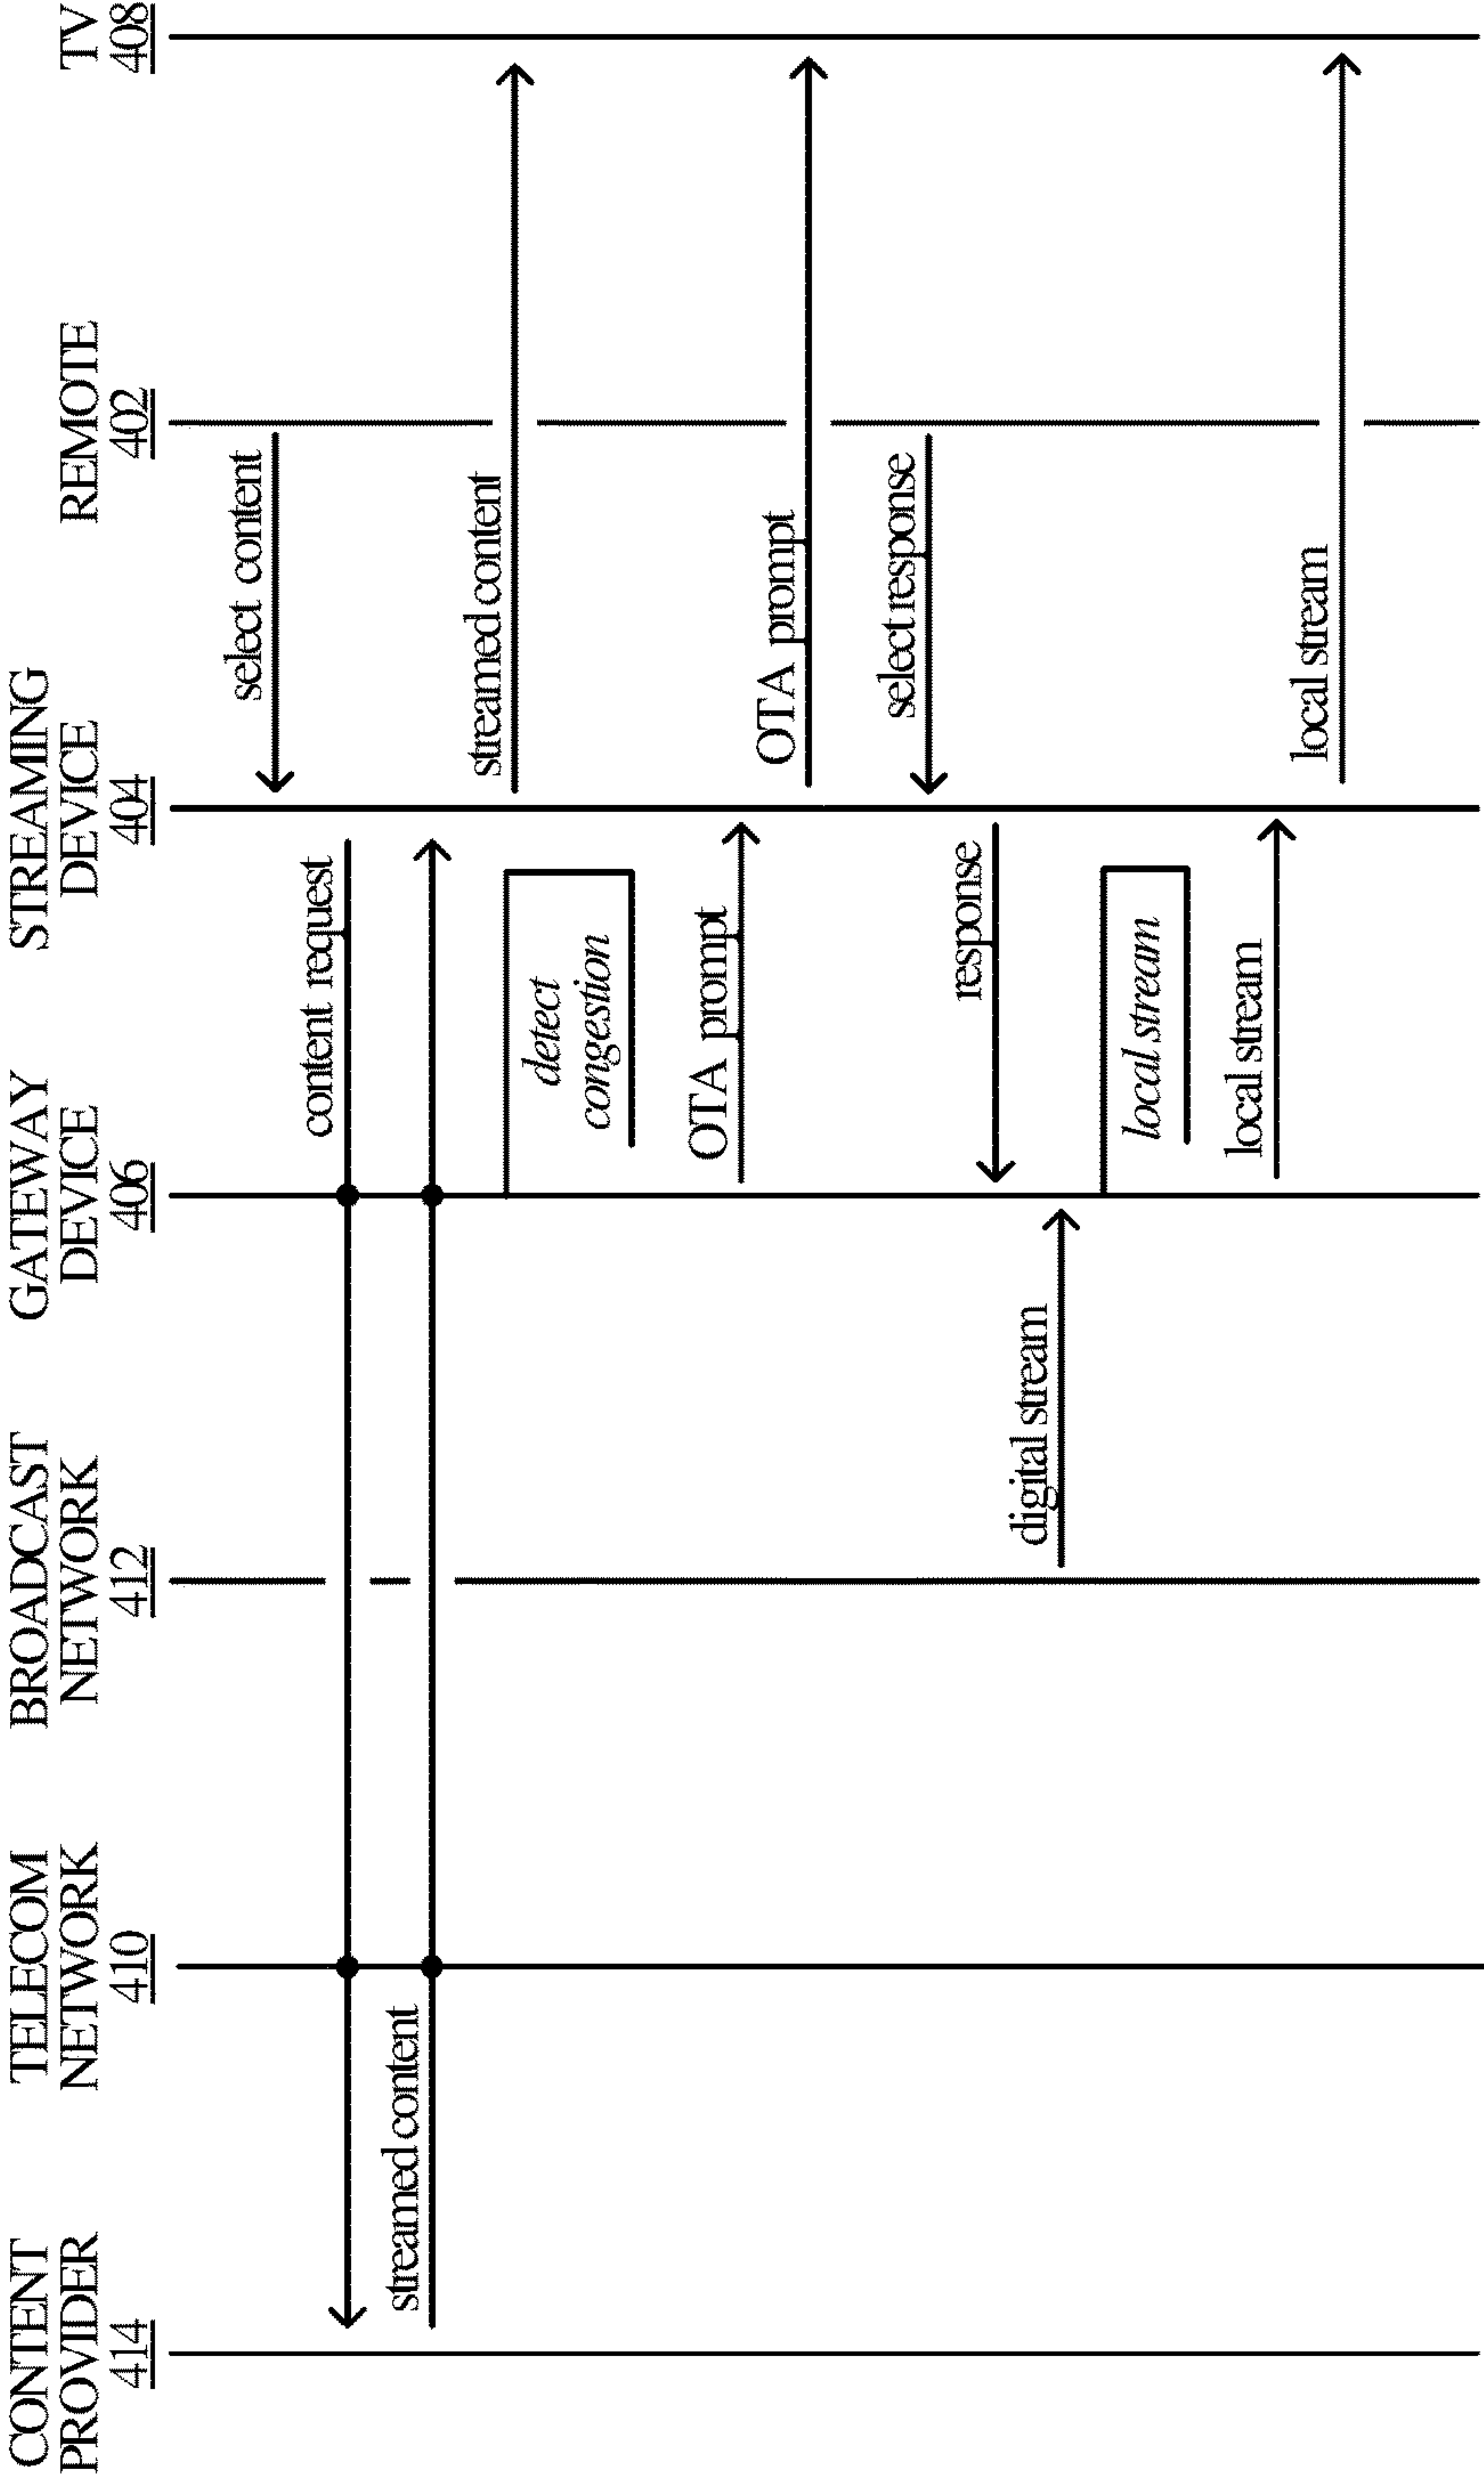 CONTENT
PROVIDER
414
TELECOM
NETWORK
410
BROADCAST
NETWORK
412
GATEWAY
DEVICE
406
STREAMING
DEVICE
404
REMOTE
402
TV
408
select content
content request
streamed content
streamed content
detect
congestion
OTA prompt
OTA prompt
select response
response
digital stream
local stream
local stream
local stream